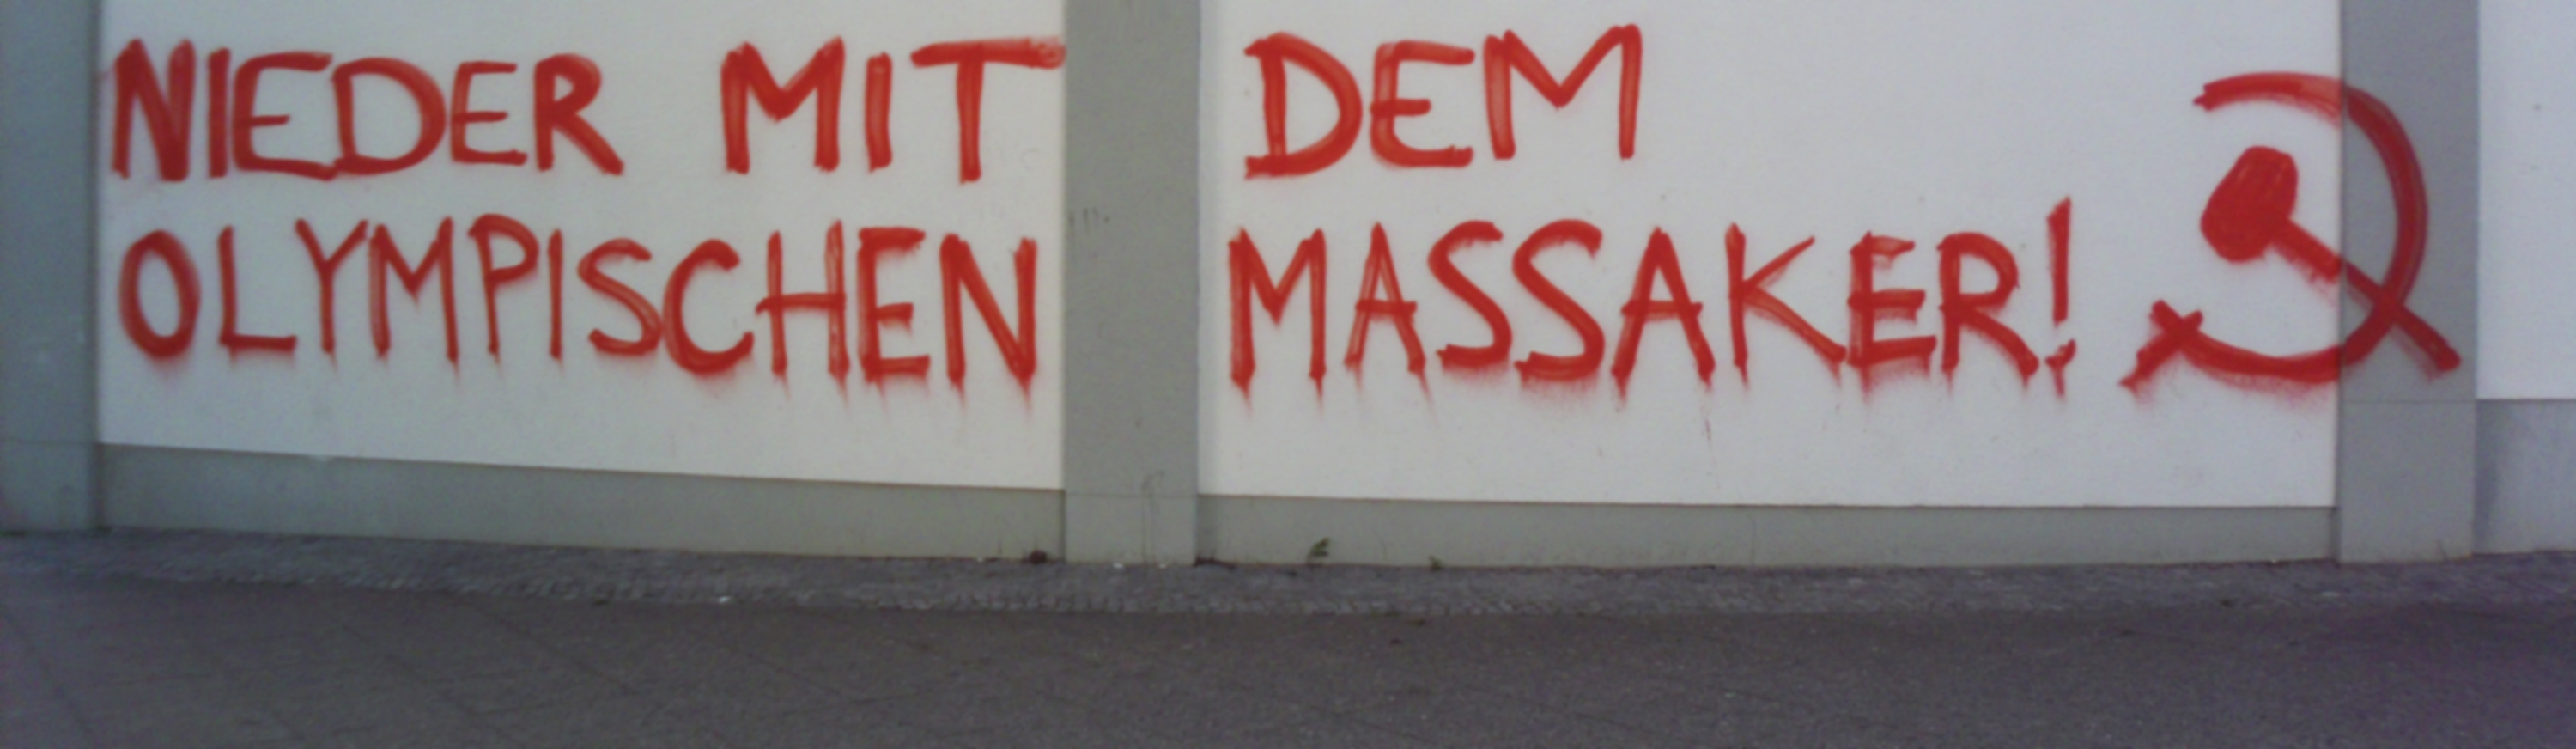 NIEDER MIT DEM
OLYMPISCHEN MASSAKER!